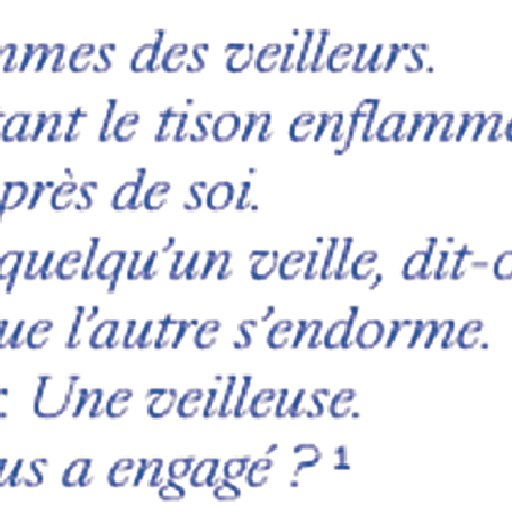 mmes des veilleurs.
tant le tison enflammé
près de soi.
quelqu'un veille, dit-o
ue l'autre s'endorme.
: Une veilleuse.
us a engagé ? ¹